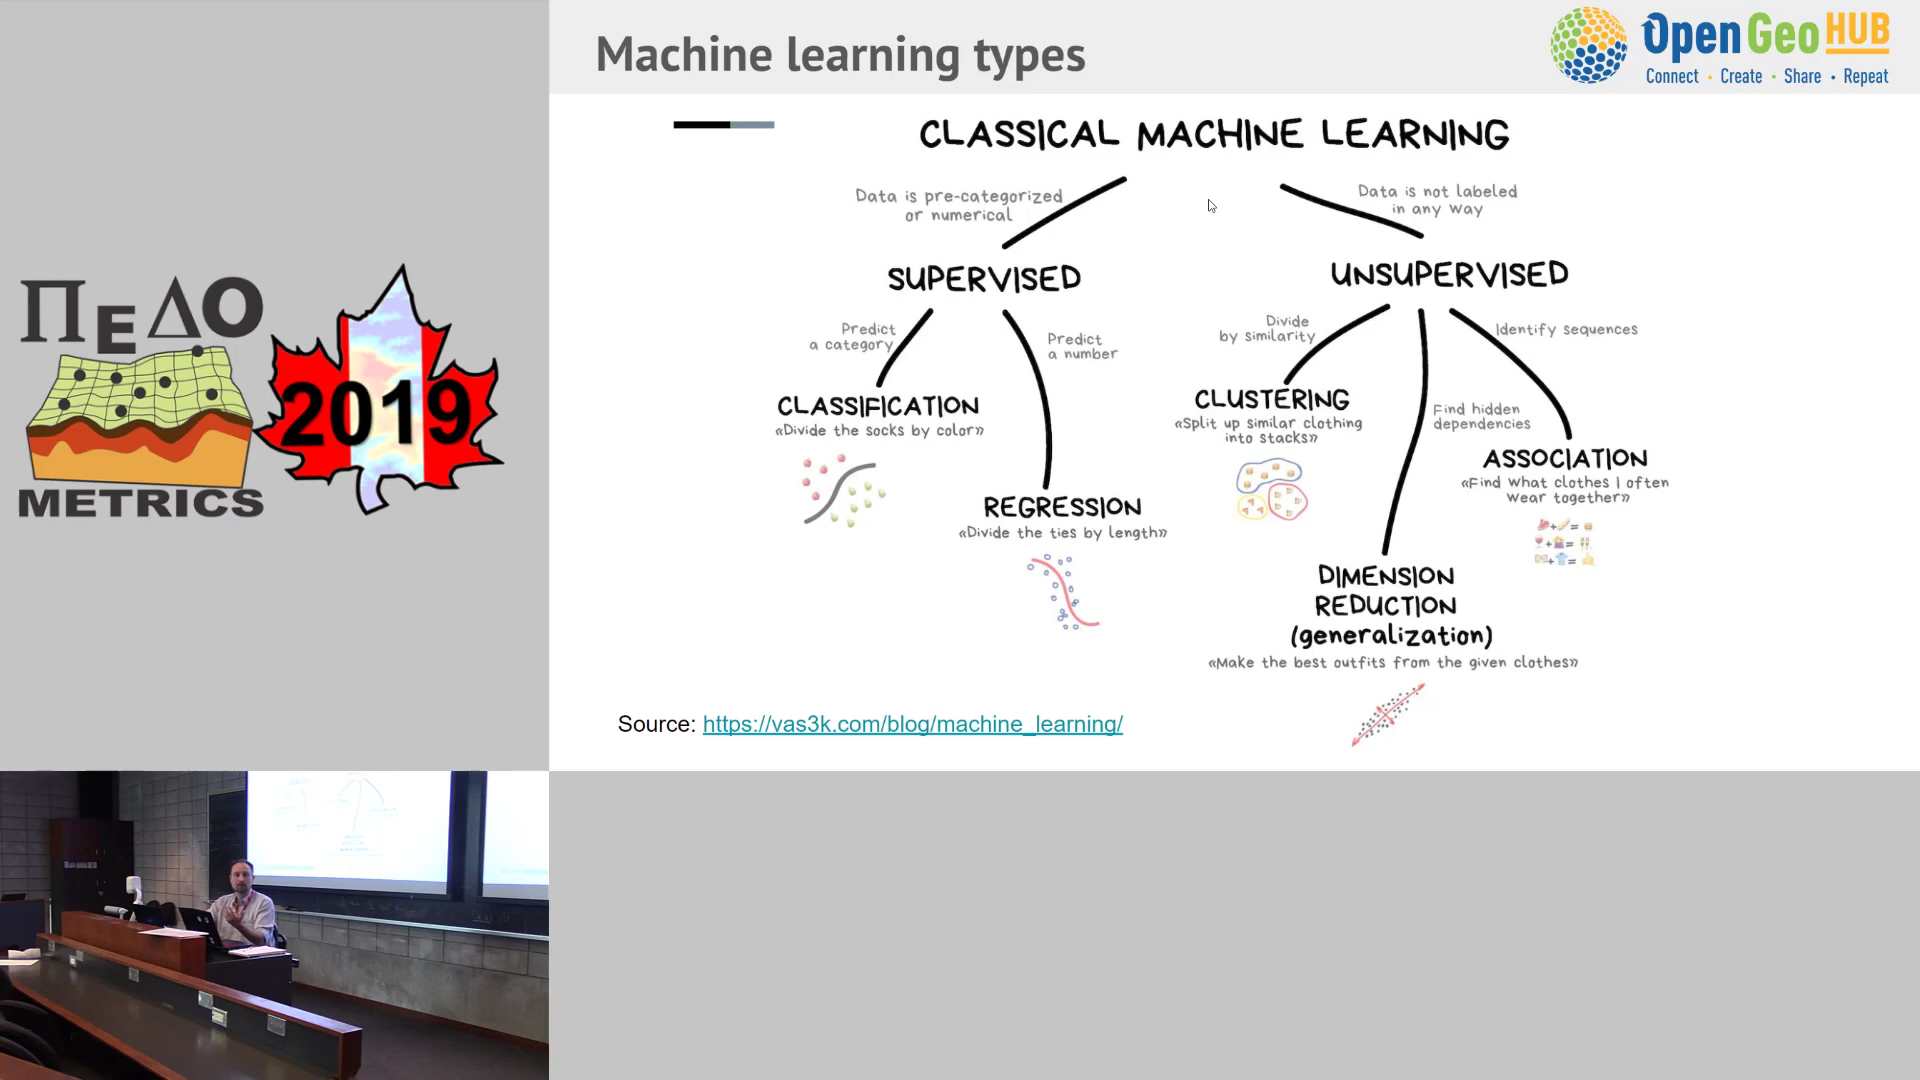 ΠΕΔΟ
METRICS
2019
Machine learning types
Open Geo HUB
Connect • Create • Share • Repeat
CLASSICAL MACHINE LEARNING
Data is pre-categorized
or numerical
Data is not labeled
in any way
SUPERVISED
UNSUPERVISED
Predict
a category
Predict
a number
Divide
by similarity
Identify sequences
CLASSIFICATION
«Divide the socks by color»
CLUSTERING
«Split up similar clothing
into stacks»
Find hidden
dependencies
ASSOCIATION
«Find what clothes I often
wear together»
REGRESSION
«Divide the ties by length»
DIMENSION
REDUCTION
(generalization)
«Make the best outfits from the given clothes»
Source: https://vas3k.com/blog/machine_learning/